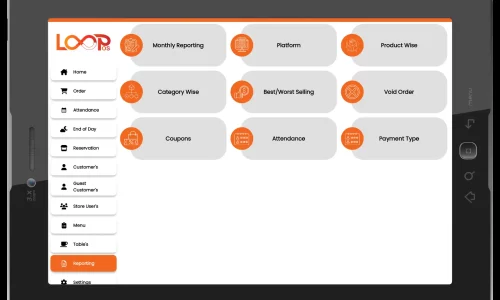 LOOP
US
Home
Order
Attendance
End of Day
Reservation
Customer's
Guest
Customer's
Store User's
Menu
Table's
Reporting
Settings
Monthly Reporting
Platform
Product Wise
Category Wise
Best/Worst Selling
Void Order
Coupons
Attendance
Payment Type